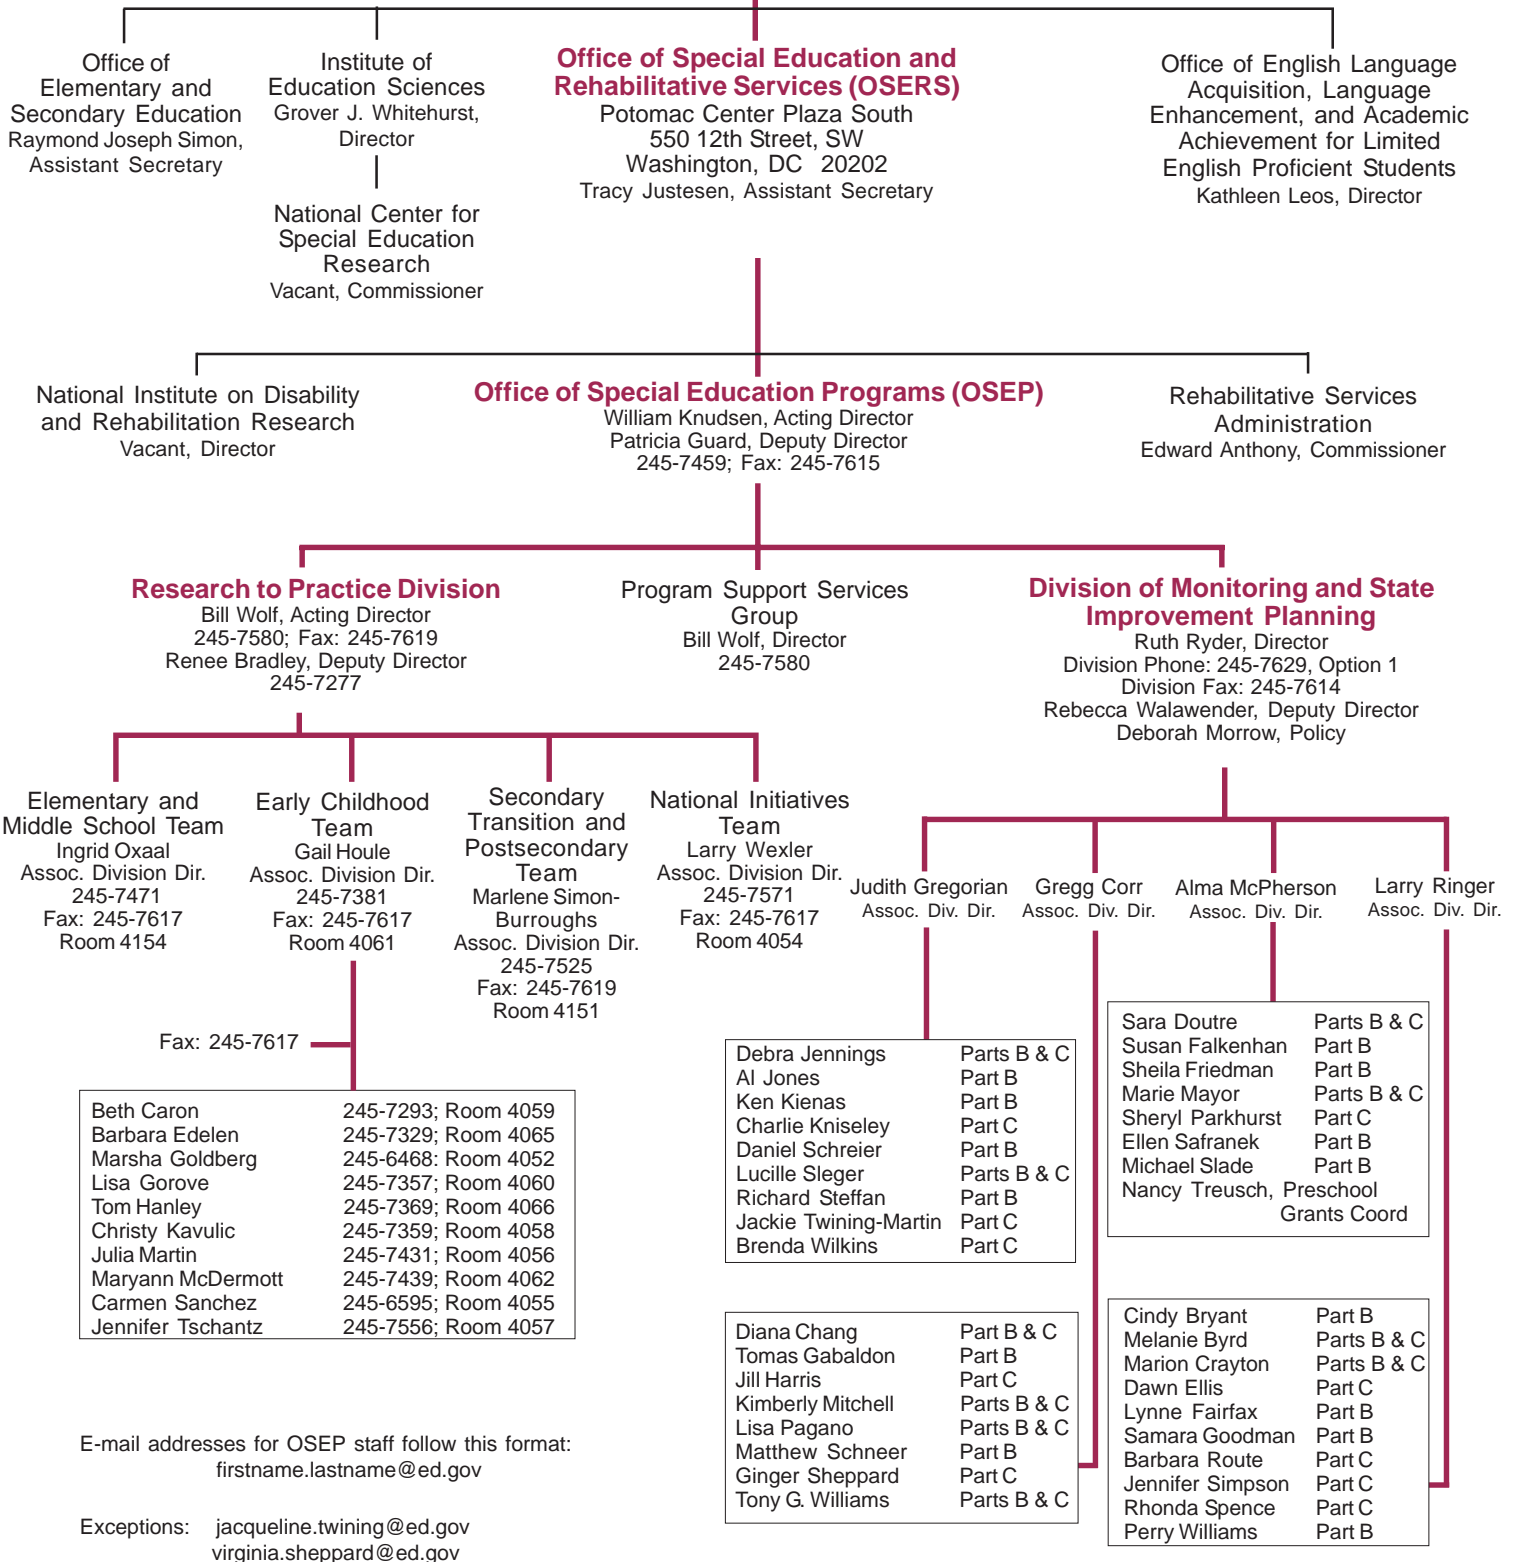 Office of
Elementary and
Secondary Education
Raymond Joseph Simon,
Assistant Secretary
Institute of
Education Sciences
Grover J. Whitehurst,
Director
National Center for
Special Education
Research
Vacant, Commissioner
Office of Special Education and
Rehabilitative Services (OSERS)
Potomac Center Plaza South
550 12th Street, SW
Washington, DC 20202
Tracy Justesen, Assistant Secretary
Office of English Language
Acquisition, Language
Enhancement, and Academic
Achievement for Limited
English Proficient Students
Kathleen Leos, Director
National Institute on Disability
and Rehabilitation Research
Vacant, Director
Office of Special Education Programs (OSEP)
William Knudsen, Acting Director
Patricia Guard, Deputy Director
245-7459; Fax: 245-7615
Rehabilitative Services
Administration
Edward Anthony, Commissioner
Research to Practice Division
Bill Wolf, Acting Director
245-7580; Fax: 245-7619
Renee Bradley, Deputy Director
245-7277
Program Support Services
Group
Bill Wolf, Director
245-7580
Division of Monitoring and State
Improvement Planning
Ruth Ryder, Director
Division Phone: 245-7629, Option 1
Division Fax: 245-7614
Rebecca Walawender, Deputy Director
Deborah Morrow, Policy
Elementary and
Middle School Team
Ingrid Oxaal
Assoc. Division Dir.
245-7471
Fax: 245-7617
Room 4154
Early Childhood
Team
Gail Houle
Assoc. Division Dir.
245-7381
Fax: 245-7617
Room 4061
Secondary
Transition and
Postsecondary
Team
Marlene Simon-
Burroughs
Assoc. Division Dir.
245-7525
Fax: 245-7619
Room 4151
National Initiatives
Team
Larry Wexler
Assoc. Division Dir.
245-7571
Fax: 245-7617
Room 4054
Judith Gregorian
Assoc. Div. Dir.
Gregg Corr
Assoc. Div. Dir.
Alma McPherson
Assoc. Div. Dir.
Larry Ringer
Assoc. Div. Dir.
Fax: 245-7617
Beth Caron 245-7293; Room 4059
Barbara Edelen 245-7329; Room 4065
Marsha Goldberg 245-6468: Room 4052
Lisa Gorove 245-7357; Room 4060
Tom Hanley 245-7369; Room 4066
Christy Kavulic 245-7359; Room 4058
Julia Martin 245-7431; Room 4056
Maryann McDermott 245-7439; Room 4062
Carmen Sanchez 245-6595; Room 4055
Jennifer Tschantz 245-7556; Room 4057
Debra Jennings Parts B & C
Al Jones Part B
Ken Kienas Part B
Charlie Kniseley Part C
Daniel Schreier Part B
Lucille Sleger Parts B & C
Richard Steffan Part B
Jackie Twining-Martin Part C
Brenda Wilkins Part C
Sara Doutre Parts B & C
Susan Falkenhan Part B
Sheila Friedman Part B
Marie Mayor Parts B & C
Sheryl Parkhurst Part C
Ellen Safranek Part B
Michael Slade Part B
Nancy Treusch, Preschool
Grants Coord
Diana Chang Part B & C
Tomas Gabaldon Part B
Jill Harris Part C
Kimberly Mitchell Parts B & C
Lisa Pagano Parts B & C
Matthew Schneer Part B
Ginger Sheppard Part C
Tony G. Williams Parts B & C
Cindy Bryant Part B
Melanie Byrd Parts B & C
Marion Crayton Parts B & C
Dawn Ellis Part C
Lynne Fairfax Part B
Samara Goodman Part B
Barbara Route Part C
Jennifer Simpson Part C
Rhonda Spence Part C
Perry Williams Part B
E-mail addresses for OSEP staff follow this format:
firstname.lastname@ed.gov
Exceptions: jacqueline.twining@ed.gov
virginia.sheppard@ed.gov